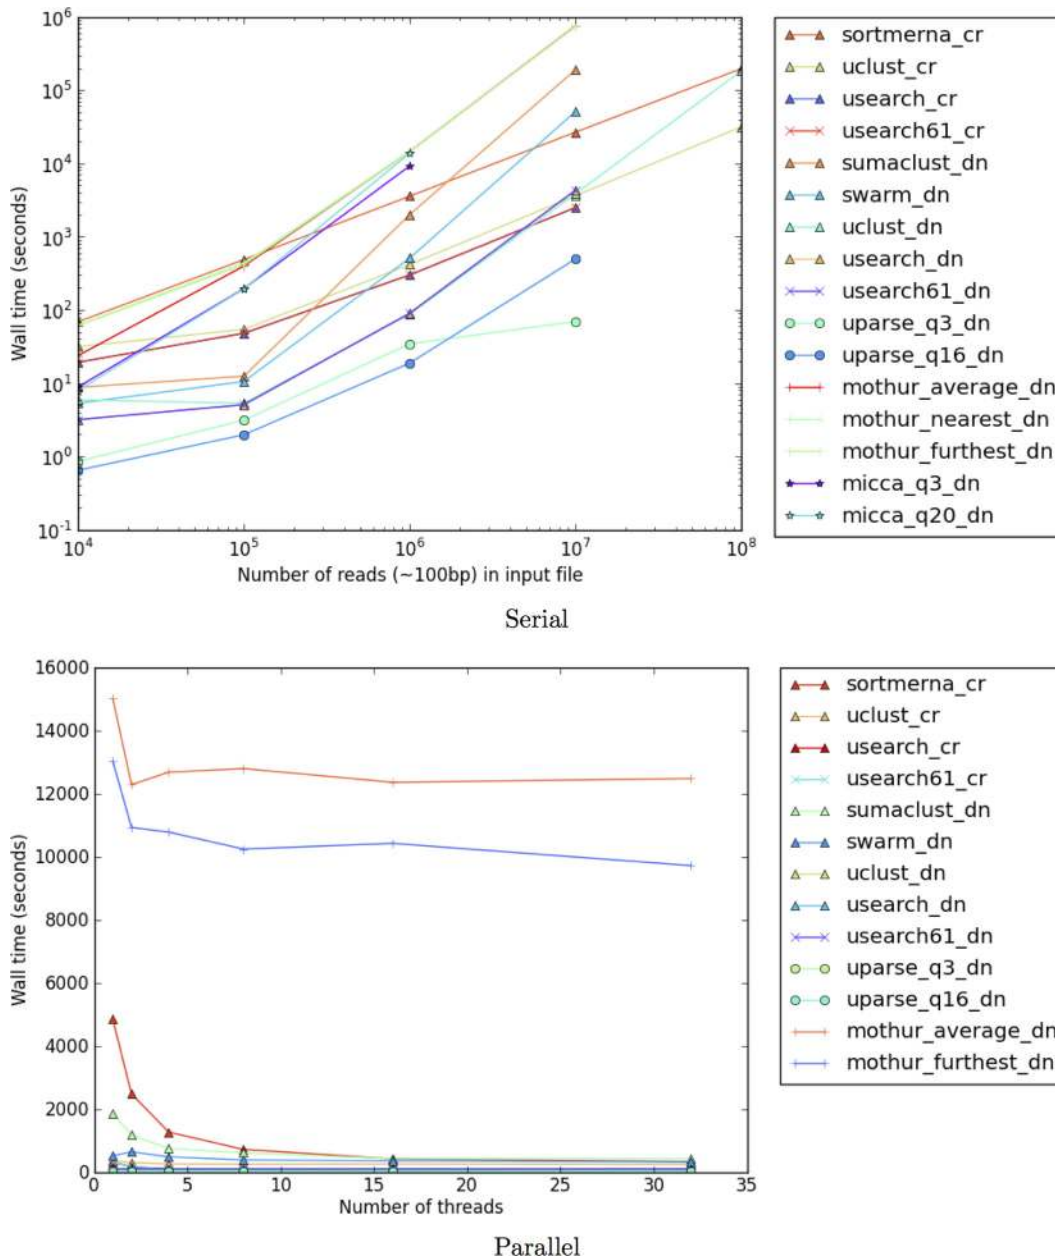 10^6
10^5
10^4
10^3
10^2
10^1
10^0
10^-1
Wall time (seconds)
10^4 10^5 10^6 10^7 10^8
Number of reads (~100bp) in input file
sortmerna_cr
uclust_cr
usearch_cr
usearch61_cr
sumaclust_dn
swarm_dn
uclust_dn
usearch_dn
usearch61_dn
uparse_q3_dn
uparse_q16_dn
mothur_average_dn
mothur_nearest_dn
mothur_furthest_dn
micca_q3_dn
micca_q20_dn
Serial
16000
14000
12000
10000
8000
6000
4000
2000
0
Wall time (seconds)
0 5 10 15 20 25 30 35
Number of threads
sortmerna_cr
uclust_cr
usearch_cr
usearch61_cr
sumaclust_dn
swarm_dn
uclust_dn
usearch_dn
usearch61_dn
uparse_q3_dn
uparse_q16_dn
mothur_average_dn
mothur_furthest_dn
Parallel